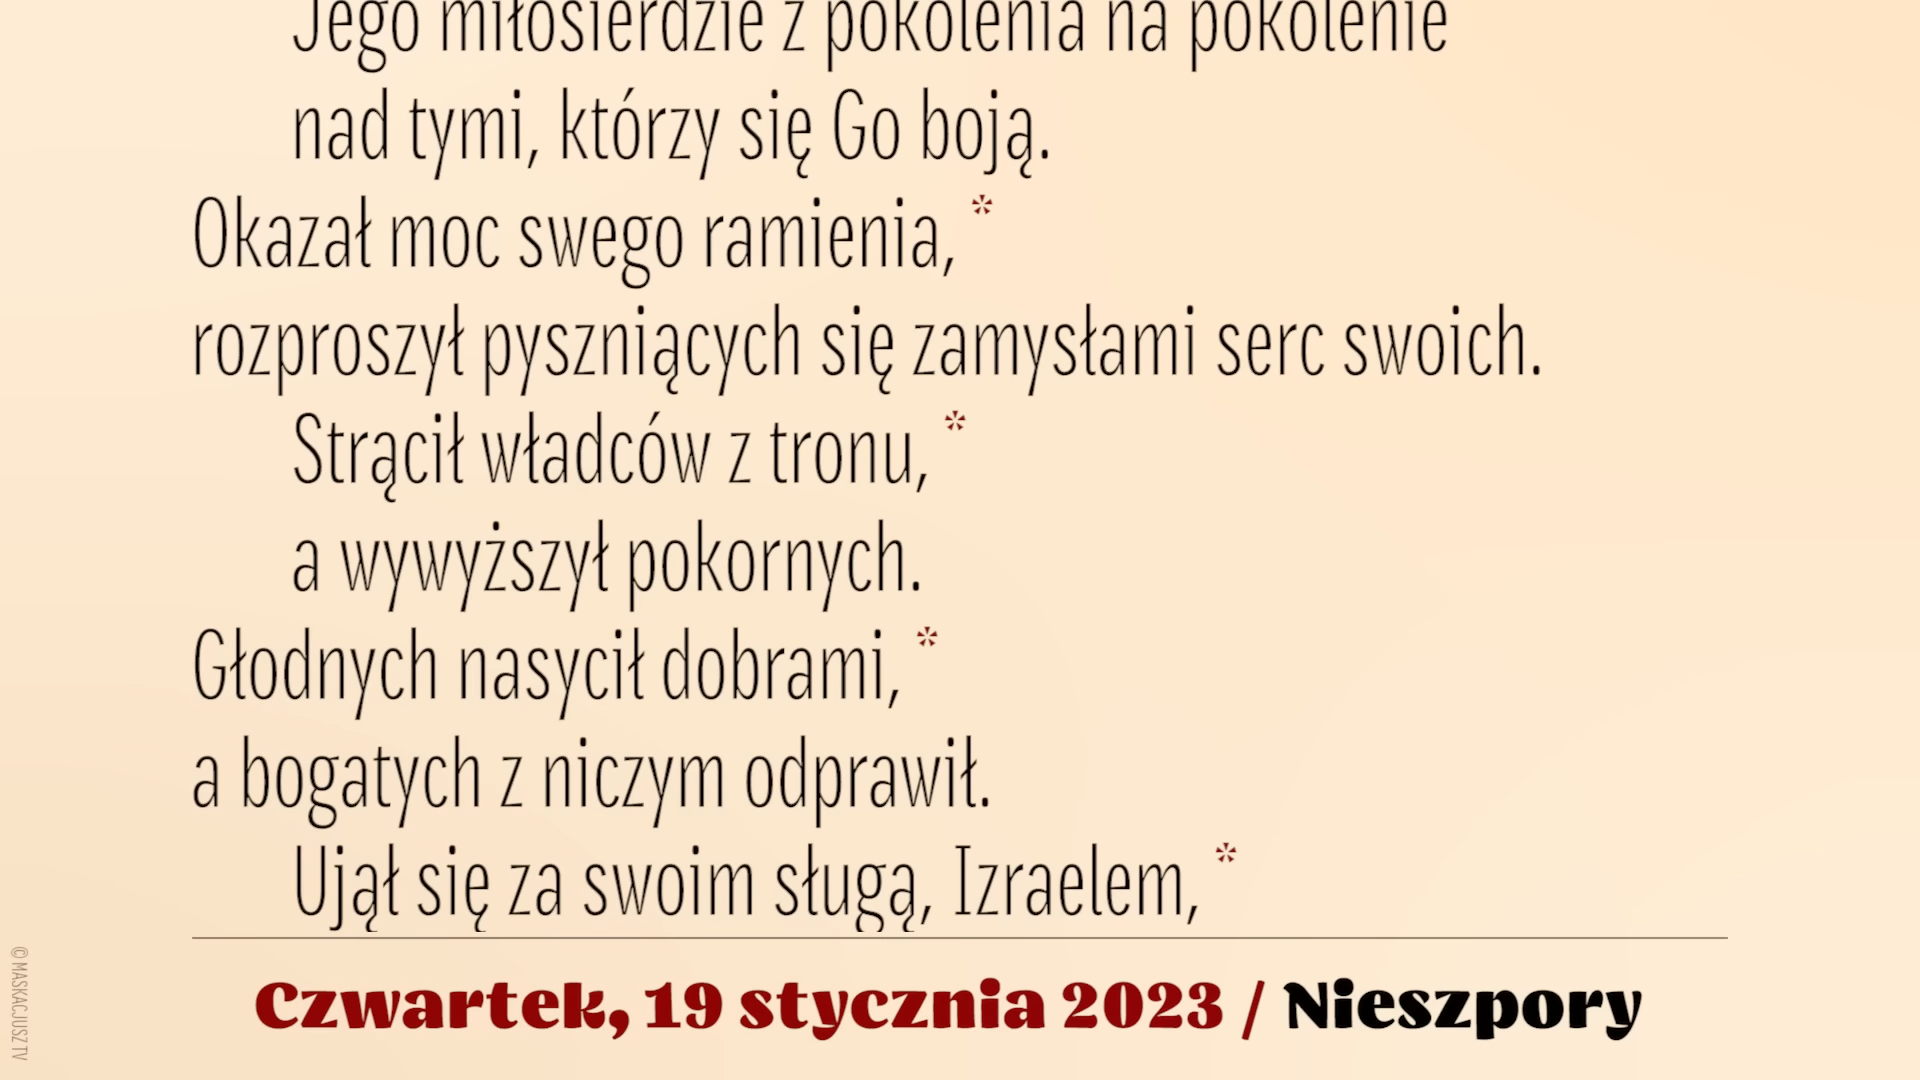 Jego miłosierdzie z pokolenia na pokolenie
nad tymi, którzy się Go boją.
Okazał moc swego ramienia, *
rozproszył pyszniących się zamysłami serc swoich.
Strącił władców z tronu, *
a wywyższył pokornych.
Głodnych nasycił dobrami, *
a bogatych z niczym odprawił.
Ujął się za swoim sługą, Izraelem, *
Czwartek, 19 stycznia 2023 / Nieszpory
© MASKACJUSZ TV